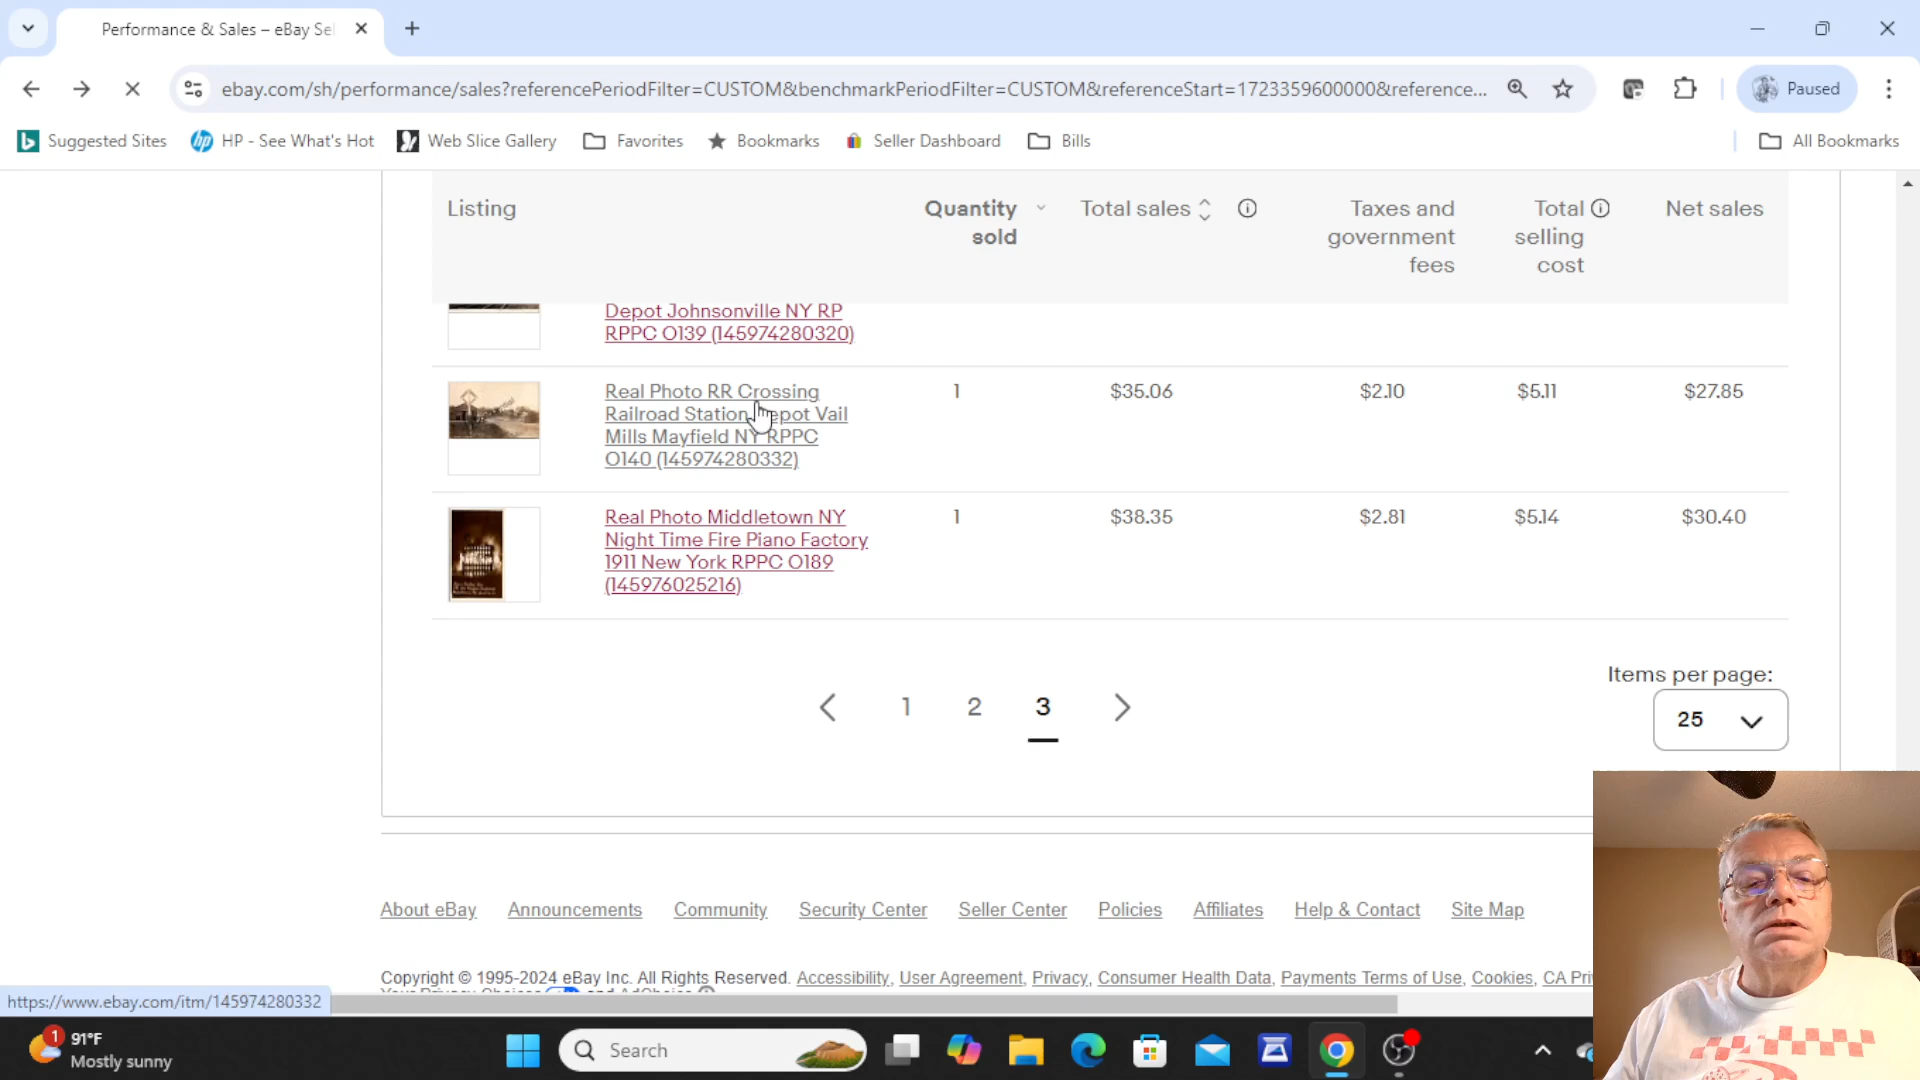 Performance & Sales – eBay Sel
ebay.com/sh/performance/sales?referencePeriodFilter=CUSTOM&benchmarkPeriodFilter=CUSTOM&referenceStart=1723359600000&reference...
Paused
Suggested Sites
HP - See What's Hot
Web Slice Gallery
Favorites
Bookmarks
Seller Dashboard
Bills
All Bookmarks
Listing
Quantity sold
Total sales
Taxes and government fees
Total selling cost
Net sales
Depot Johnsonville NY RP
RPPC O139 (145974280320)
Real Photo RR Crossing
Railroad Station Depot Vail
Mills Mayfield NY RPPC
O140 (145974280332)
1
$35.06
$2.10
$5.11
$27.85
Real Photo Middletown NY
Night Time Fire Piano Factory
1911 New York RPPC O189
(145976025216)
1
$38.35
$2.81
$5.14
$30.40
1 2 3
Items per page:
25
About eBay Announcements Community Security Center Seller Center Policies Affiliates Help & Contact Site Map
Copyright © 1995-2024 eBay Inc. All Rights Reserved. Accessibility, User Agreement, Privacy, Consumer Health Data, Payments Terms of Use, Cookies, CA Pri
https://www.ebay.com/itm/145974280332
1
91°F
Mostly sunny
Search